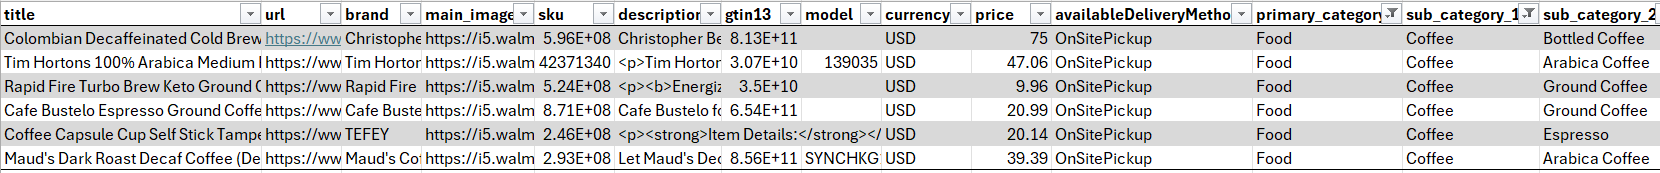 title url brand main_image sku description gtin13 model currency price availableDeliveryMetho primary_category sub_category_1 sub_category_2
Colombian Decaffeinated Cold Brew https://ww Christophe https://i5.walm 5.96E+08 Christopher Be 8.13E+11 USD 75 OnSitePickup Food Coffee Bottled Coffee
Tim Hortons 100% Arabica Medium https://ww Tim Horton https://i5.walm 42371340 <p>Tim Horton 3.07E+10 139035 USD 47.06 OnSitePickup Food Coffee Arabica Coffee
Rapid Fire Turbo Brew Keto Ground https://ww Rapid Fire https://i5.walm 5.24E+08 <p><b>Energiz 3.5E+10 USD 9.96 OnSitePickup Food Coffee Ground Coffee
Cafe Bustelo Espresso Ground Coffe https://ww Cafe Buste https://i5.walm 8.71E+08 Cafe Bustelo fo 6.54E+11 USD 20.99 OnSitePickup Food Coffee Ground Coffee
Coffee Capsule Cup Self Stick Tampe https://ww TEFEY https://i5.walm 2.46E+08 <p><strong>Item Details:</strong></ USD 20.14 OnSitePickup Food Coffee Espresso
Maud's Dark Roast Decaf Coffee (De https://ww Maud's Cof https://i5.walm 2.93E+08 Let Maud's Dec 8.56E+11 SYNCHKG USD 39.39 OnSitePickup Food Coffee Arabica Coffee